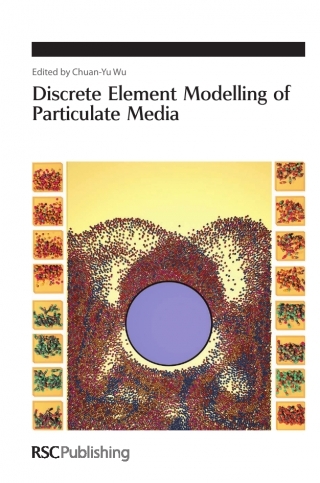 Edited by Chuan-Yu Wu
Discrete Element Modelling of
Particulate Media
RSCPublishing